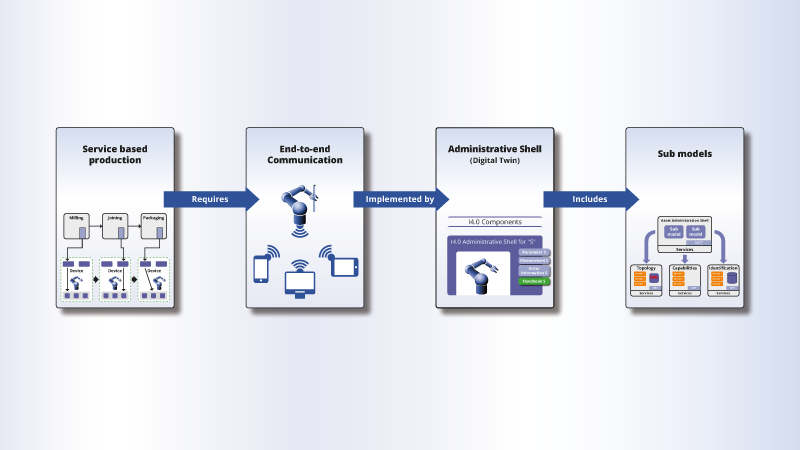 Service based
production
Milling
Joining
Packaging
Device
Device
Device
Requires
End-to-end
Communication
Implemented by
Administrative Shell
(Digital Twin)
I4.0 Components
I4.0 Administrative Shell for "S"
Includes
Sub models
Asset Administrative Shell
Sub
model
Sub
model
Services
Topology
Capabilities
Identification
Services
Services
Services